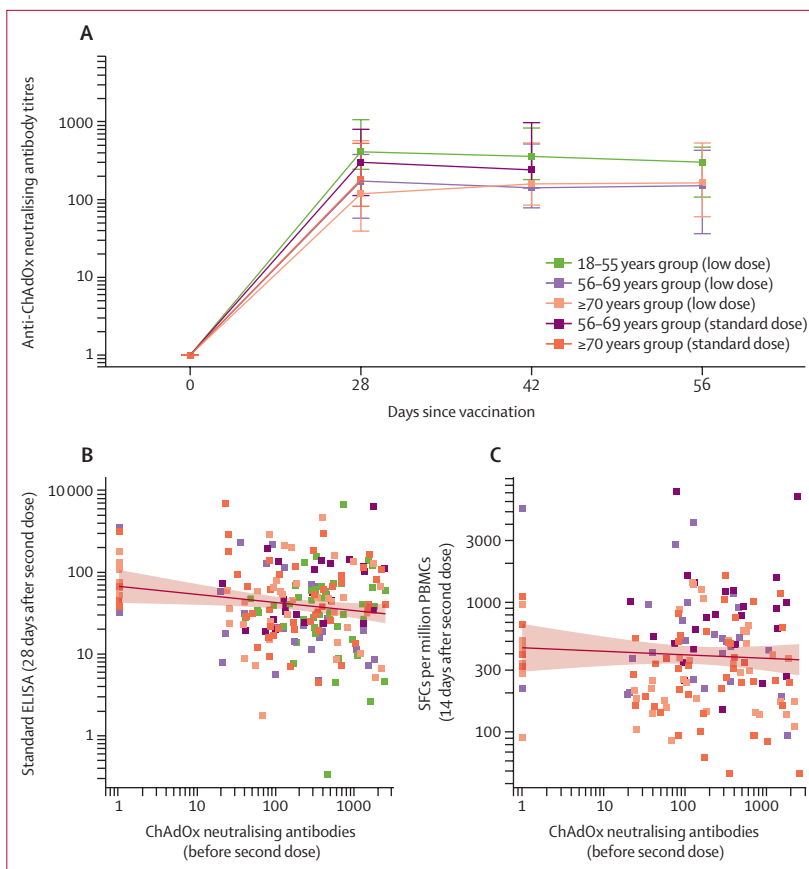 A
Anti-ChAdOx neutralising antibody titres
1000
100
10
1
0
28
42
56
Days since vaccination
18–55 years group (low dose)
56–69 years group (low dose)
≥70 years group (low dose)
56–69 years group (standard dose)
≥70 years group (standard dose)
B
Standard ELISA (28 days after second dose)
10 000
100
100
10
1
1
10
100
1000
ChAdOx neutralising antibodies
(before second dose)
C
SFCs per million PBMCs
(14 days after second dose)
3000
1000
300
100
1
10
100
1000
ChAdOx neutralising antibodies
(before second dose)